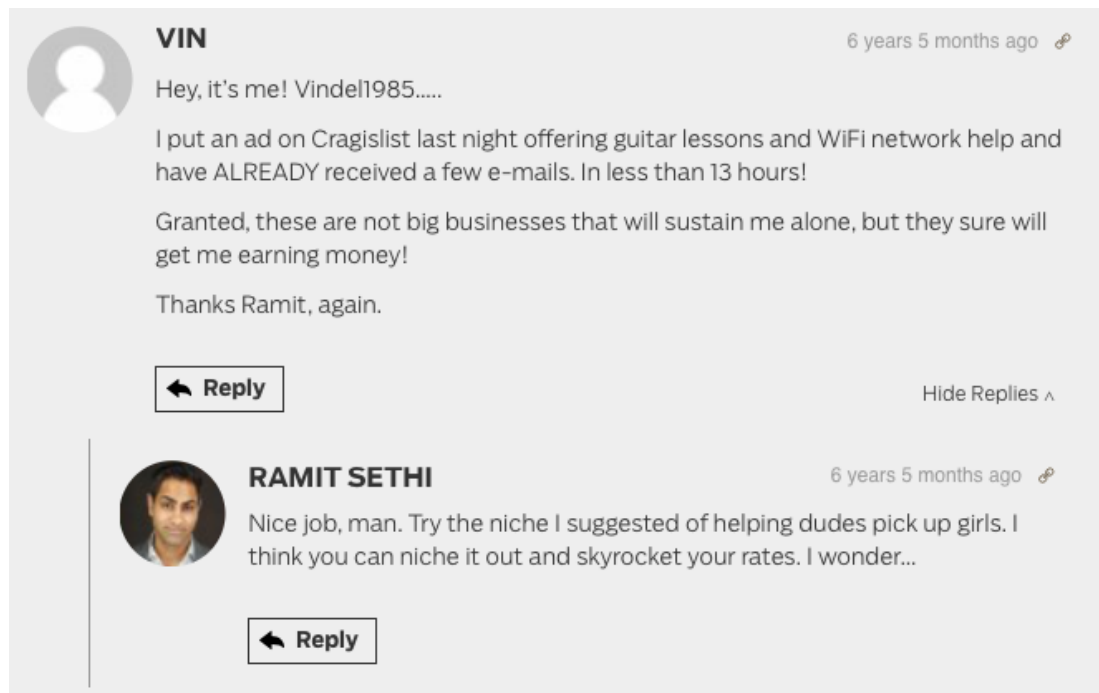 VIN
6 years 5 months ago
Hey, it's me! Vindel1985.....
I put an ad on Cragislist last night offering guitar lessons and WiFi network help and
have ALREADY received a few e-mails. In less than 13 hours!
Granted, these are not big businesses that will sustain me alone, but they sure will
get me earning money!
Thanks Ramit, again.
Reply
Hide Replies ^
RAMIT SETHI
6 years 5 months ago
Nice job, man. Try the niche I suggested of helping dudes pick up girls. I
think you can niche it out and skyrocket your rates. I wonder...
Reply